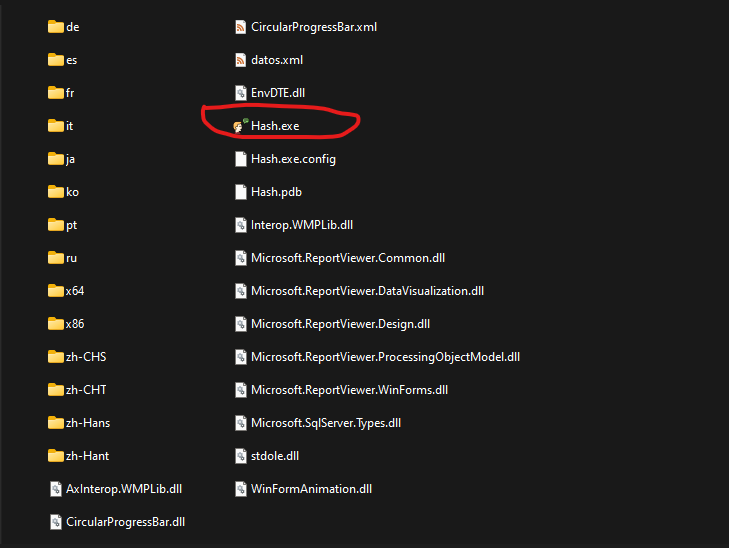 de
es
fr
it
ja
ko
pt
ru
x64
x86
zh-CHS
zh-CHT
zh-Hans
zh-Hant
AxInterop.WMPLib.dll
CircularProgressBar.dll
CircularProgressBar.xml
datos.xml
EnvDTE.dll
Hash.exe
Hash.exe.config
Hash.pdb
Interop.WMPLib.dll
Microsoft.ReportViewer.Common.dll
Microsoft.ReportViewer.DataVisualization.dll
Microsoft.ReportViewer.Design.dll
Microsoft.ReportViewer.ProcessingObjectModel.dll
Microsoft.ReportViewer.WinForms.dll
Microsoft.SqlServer.Types.dll
stdole.dll
WinFormAnimation.dll